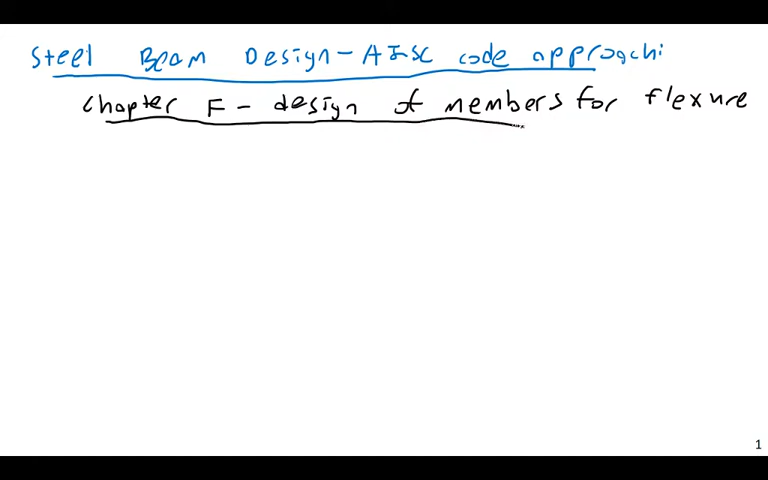 Steel Beam Design - AISC code approach:
chapter F - design of members for flexure
1